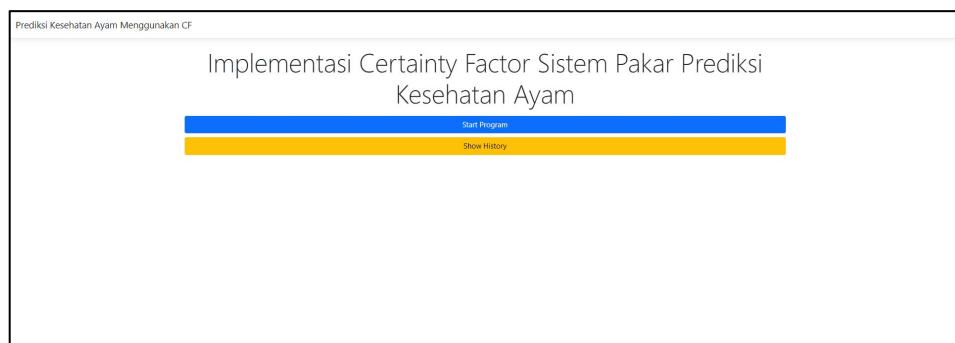 Prediksi Kesehatan Ayam Menggunakan CF
Implementasi Certainty Factor Sistem Pakar Prediksi
Kesehatan Ayam
Start Program
Show History